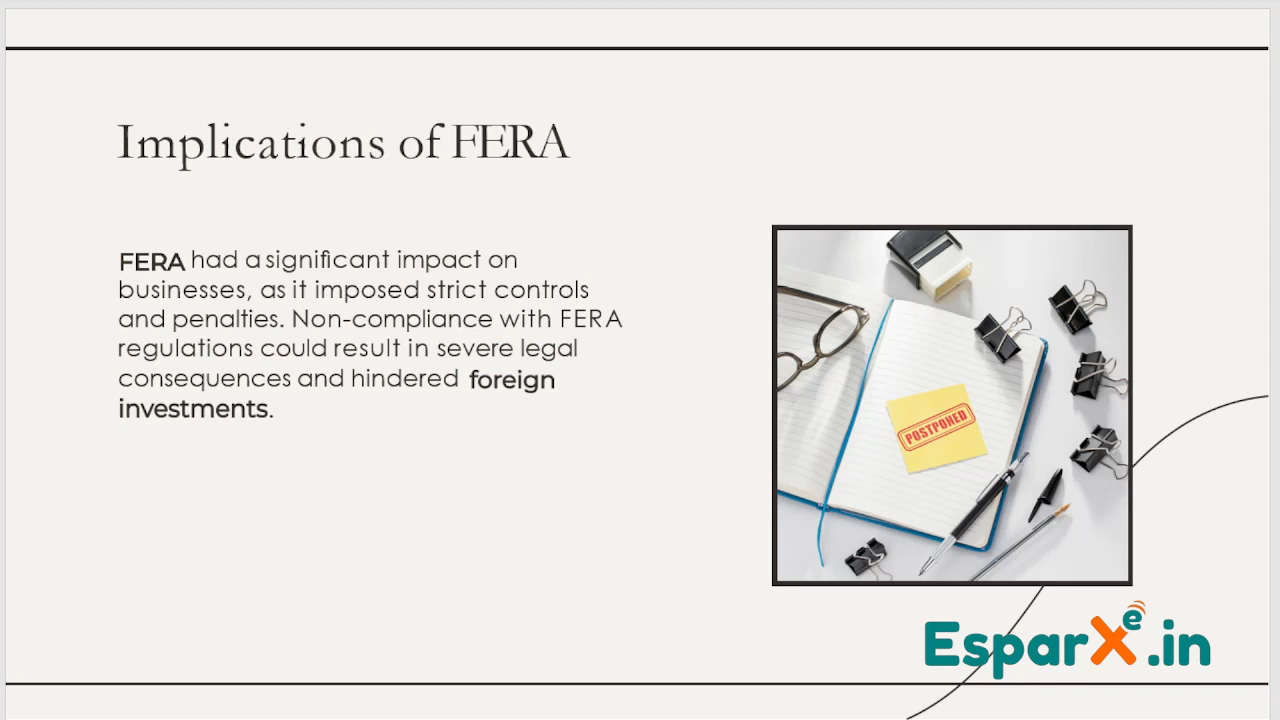 Implications of FERA
FERA had a significant impact on
businesses, as it imposed strict controls
and penalties. Non-compliance with FERA
regulations could result in severe legal
consequences and hindered foreign
investments.
POSTPONED
EsparXe.in